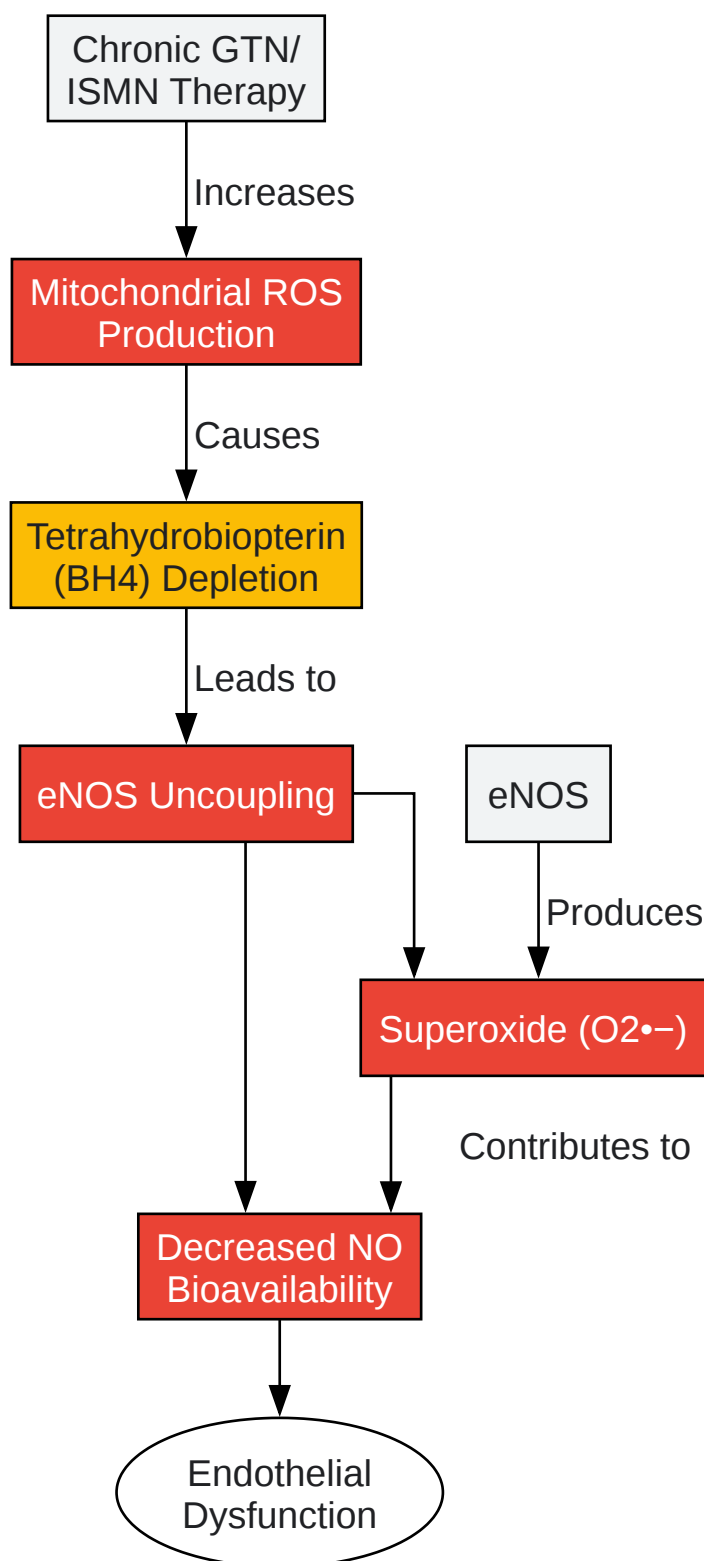 Chronic GTN/
ISMN Therapy
Increases
Mitochondrial ROS
Production
Causes
Tetrahydrobiopterin
(BH4) Depletion
Leads to
eNOS Uncoupling
eNOS
Produces
Superoxide (O2•−)
Contributes to
Decreased NO
Bioavailability
Endothelial
Dysfunction